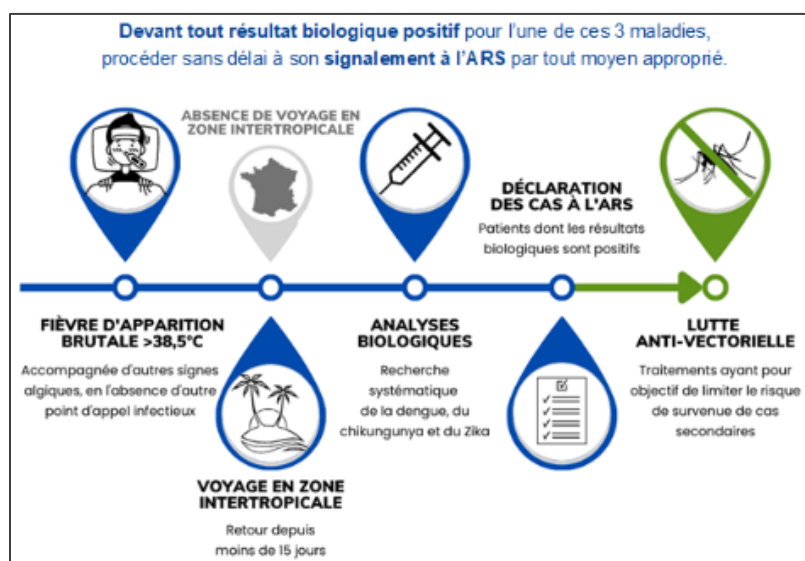 Devant tout résultat biologique positif pour l'une de ces 3 maladies,
procéder sans délai à son signalement à l'ARS par tout moyen approprié.
ABSENCE DE VOYAGE EN
ZONE INTERTROPICALE
DÉCLARATION
DES CAS À L'ARS
Patients dont les résultats
biologiques sont positifs
FIÈVRE D'APPARITION
BRUTALE >38,5°C
Accompagnée d'autres signes
algiques, en l'absence d'autre
point d'appel infectieux
VOYAGE EN ZONE
INTERTROPICALE
Retour depuis
moins de 15 jours
ANALYSES
BIOLOGIQUES
Recherche
systématique
de la dengue, du
chikungunya et du Zika
LUTTE
ANTI-VECTORIELLE
Traitements ayant pour
objectif de limiter le risque
de survenue de cas
secondaires